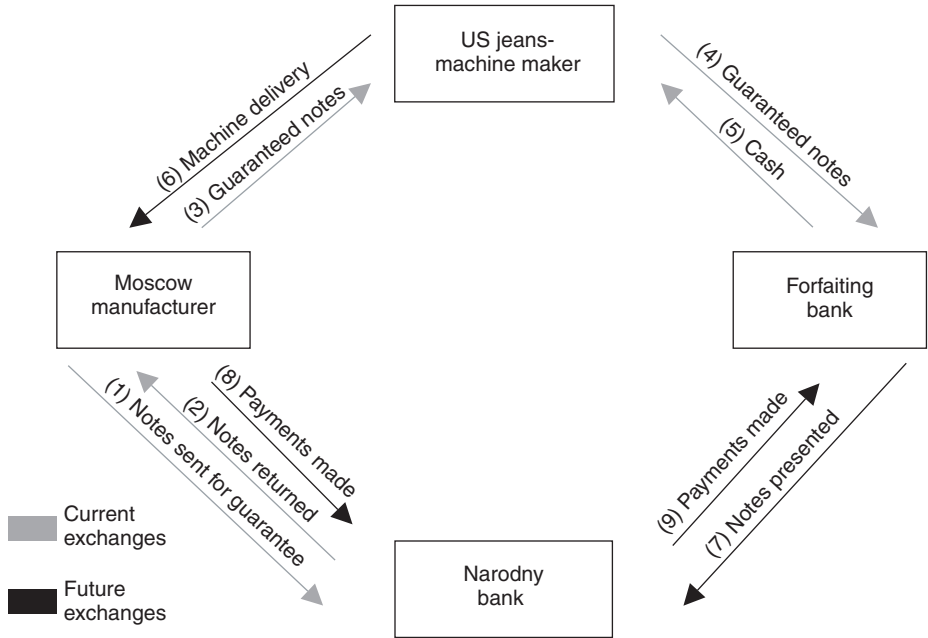 US jeans-
machine maker
(6) Machine delivery
(3) Guaranteed notes
(4) Guaranteed notes
(5) Cash
Moscow
manufacturer
Forfaiting
bank
(1) Notes sent for guarantee
(2) Notes returned
(8) Payments made
(9) Payments made
(7) Notes presented
Current
exchanges
Future
exchanges
Narodny
bank